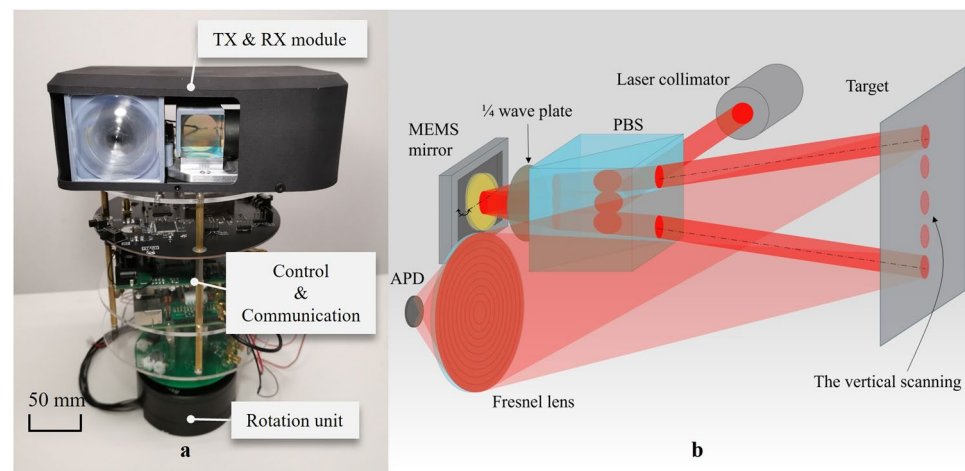 TX & RX module
Control
&
Communication
50 mm
Rotation unit
a
Laser collimator
Target
¼ wave plate
MEMS
mirror
PBS
APD
Fresnel lens
The vertical scanning
b